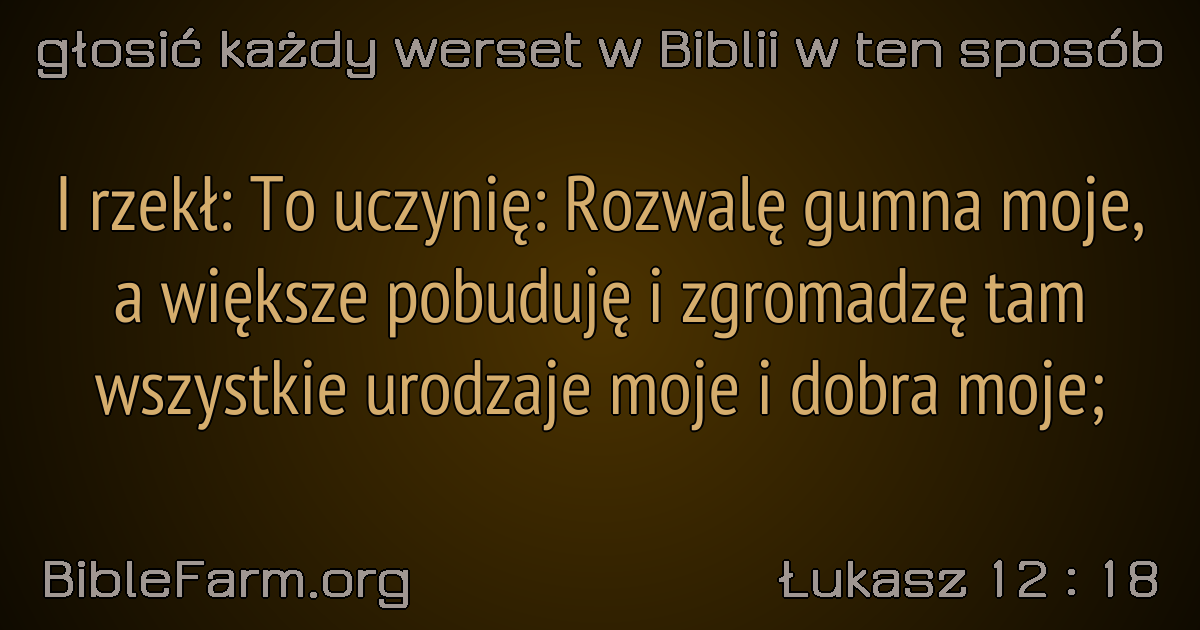 głosić każdy werset w Biblii w ten sposób
I rzekł: To uczynię: Rozwalę gumna moje,
a większe pobuduję i zgromadzę tam
wszystkie urodzaje moje i dobra moje;
BibleFarm.org
Łukasz 12 : 18